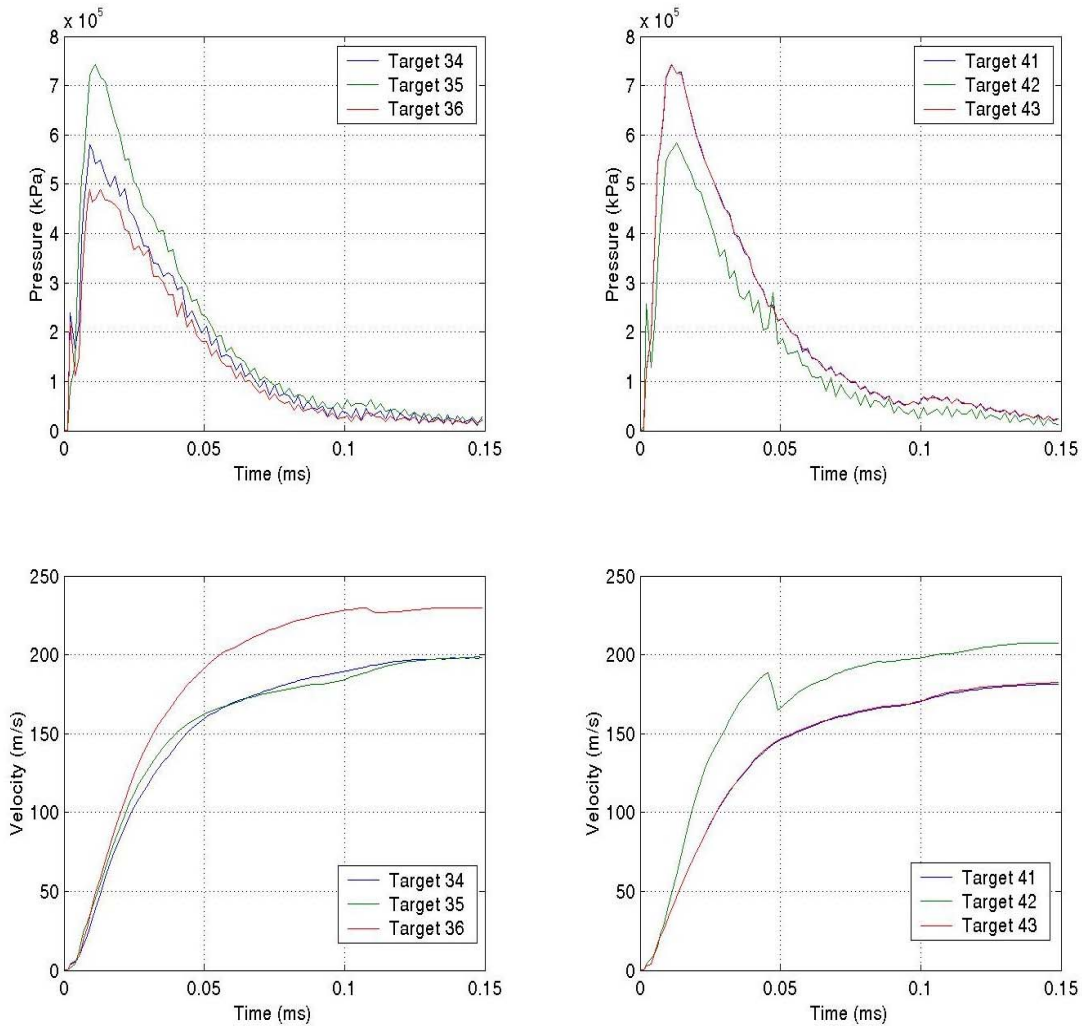 x 10⁵
8
7
6
5
4
3
2
1
0
Pressure (kPa)
Target 34
Target 35
Target 36
0 0.05 0.1 0.15
Time (ms)
x 10⁵
8
7
6
5
4
3
2
1
0
Pressure (kPa)
Target 41
Target 42
Target 43
0 0.05 0.1 0.15
Time (ms)
250
200
150
100
50
0
Velocity (m/s)
Target 34
Target 35
Target 36
0 0.05 0.1 0.15
Time (ms)
250
200
150
100
50
0
Velocity (m/s)
Target 41
Target 42
Target 43
0 0.05 0.1 0.15
Time (ms)